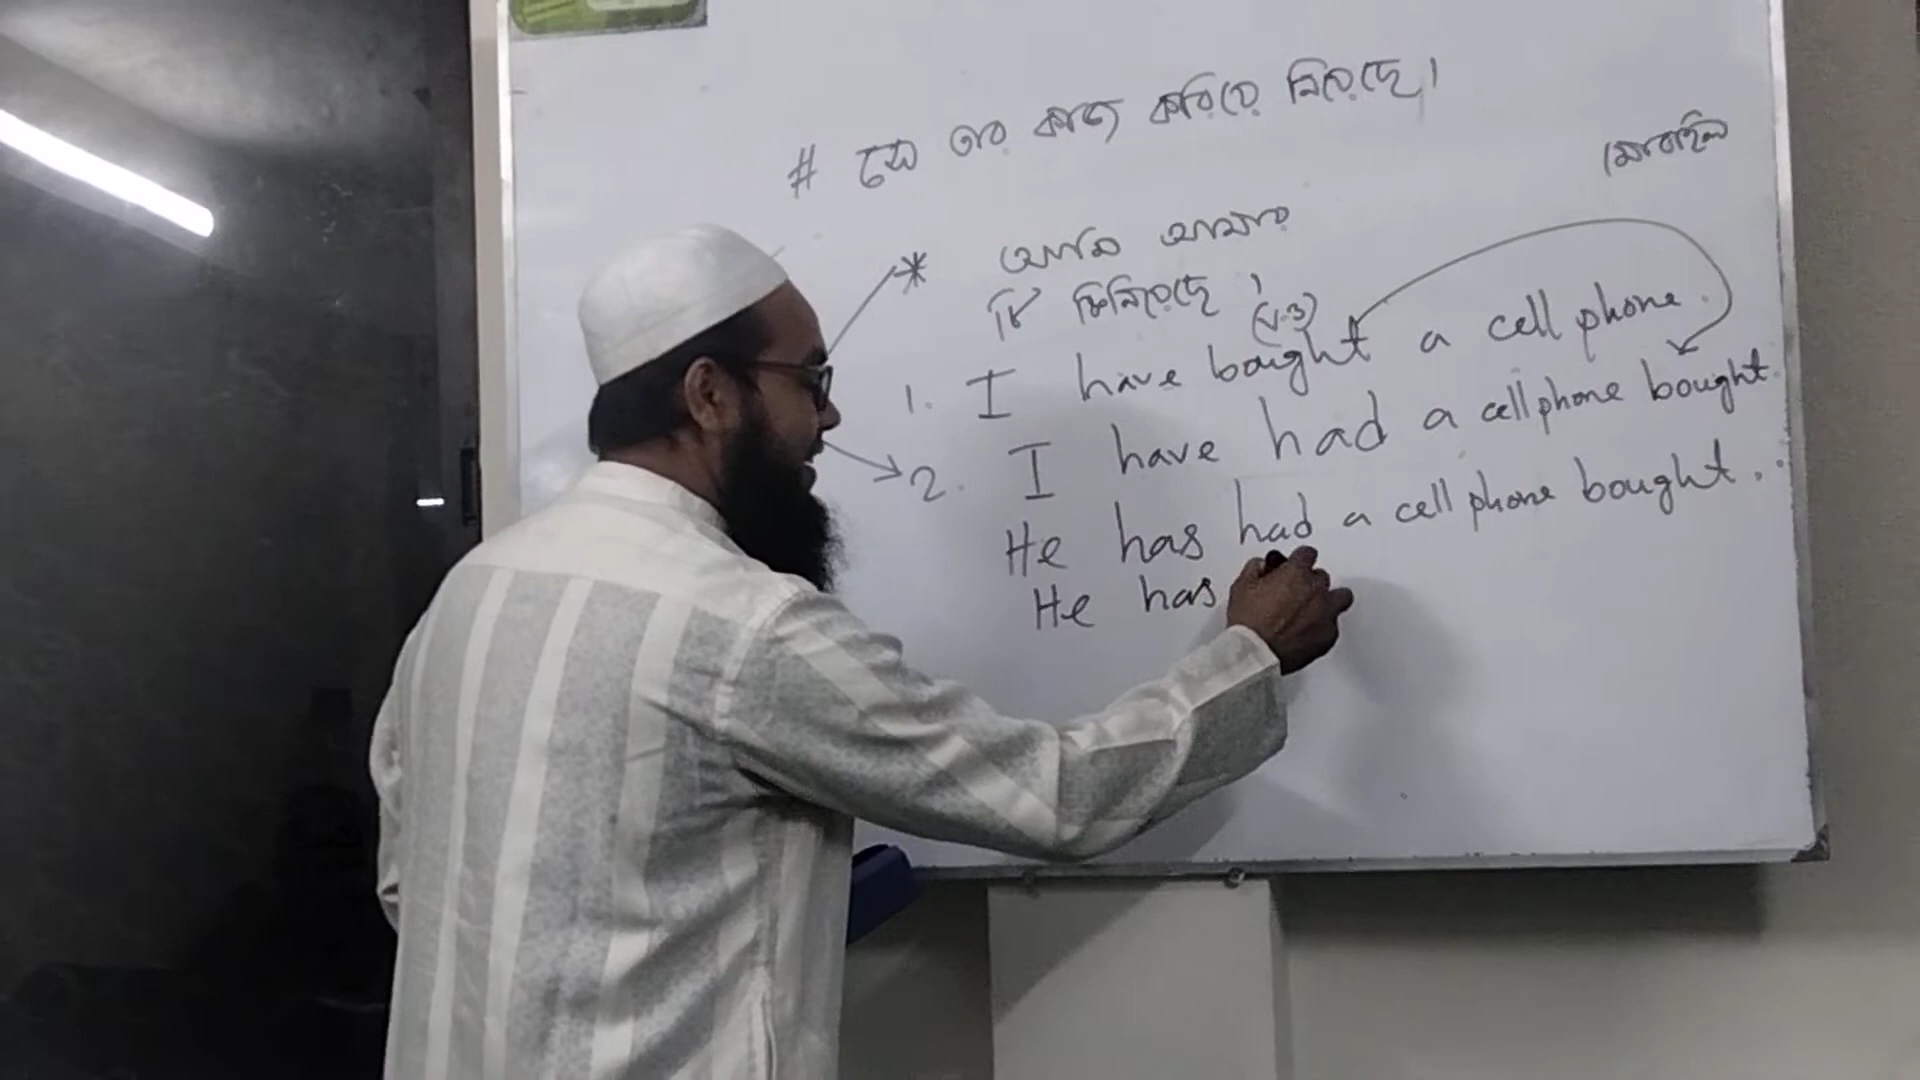 # সে তার কাজ করিয়ে নিয়েছে।
মোবাইল
* আমি আমার
কিনিয়েছে।
(v-3)
1. I have bought a cell phone.
2. I have had a cell phone bought.
He has had a cell phone bought.
He has